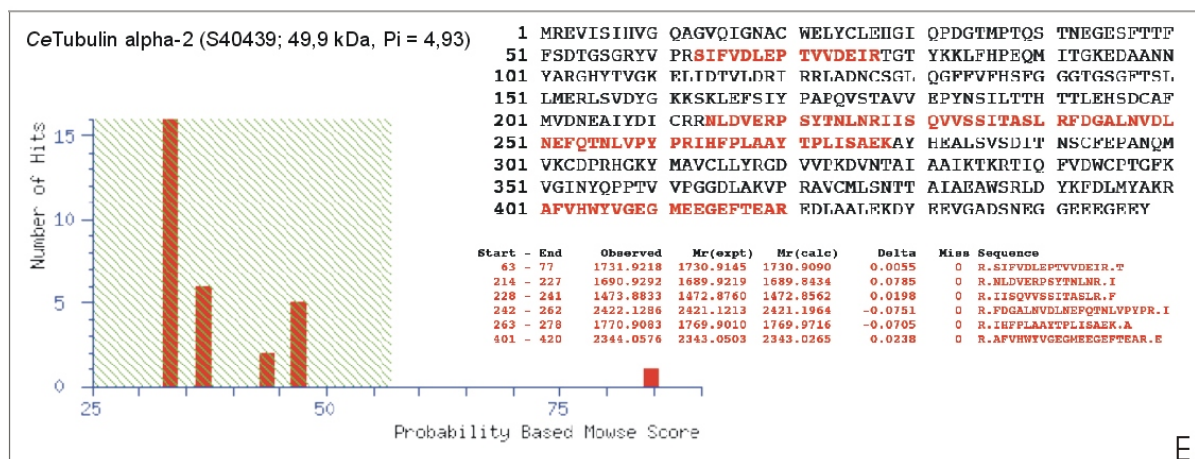 CeTubulin alpha-2 (S40439; 49,9 kDa, Pi = 4,93)
1 MREVISIHVG QAGVQIGNAC WELYCLEHGI QPDGTMPTQS TNEGESFTTF
51 FSDTGSGRYV PRSIFVDLEP TVVDEIRTGT YKKLFHPEQM ITGKEDAANN
101 YARGHYTVGK ELIDTVLDRI RRLADNCSGL QGFFVFHSFG GGTGSGFTSL
151 LMERLSVDYG KKSKLEFSIY PAPQVSTAVV EPYNSILTTH TTLEHSDCAF
201 MVDNEAIYDI CRRNLDVERP SYTNLNRIIS QVVSSITASL RFDGALNVDL
251 NEFQTNLVPY PRIHFPLAAY TPLISAEKAY HEALSVSDIT NSCFEPANQM
301 VKCDPRHGKY MAVCLLYRGD VVPKDVNTAI AAIKTKRTIQ FVDWCPTGFK
351 VGINYQPPTV VPGGDLAKVP RAVCMLSNTT AIAEAWSRLD YKFDLMYAKR
401 AFVHWYVGEG MEEGEFTEAR EDLAALEKDY EEVGADSNEG GEEEGEEY
Start - End Observed Mr(expt) Mr(calc) Delta Miss Sequence
63 - 77 1731.9218 1730.9145 1730.9090 0.0055 0 R.SIFVDLEPTVVDEIR.T
214 - 227 1690.9292 1689.9219 1689.8434 0.0785 0 R.NLDVERPSYTNLNR.I
228 - 241 1473.8833 1472.8760 1472.8562 0.0198 0 R.IISQVVSSITASLR.F
242 - 262 2422.1286 2421.1213 2421.1964 -0.0751 0 R.FDGALNVDLNEFQTNLVPYPR.I
263 - 278 1770.9083 1769.9010 1769.9716 -0.0705 0 R.IHFPLAAYTPLISAEK.A
401 - 420 2344.0576 2343.0503 2343.0265 0.0238 0 R.AFVHWYVGEGMEEGEFTEAR.E
Number of Hits
15
10
5
0
25 50 75
Probability Based Mowse Score
E